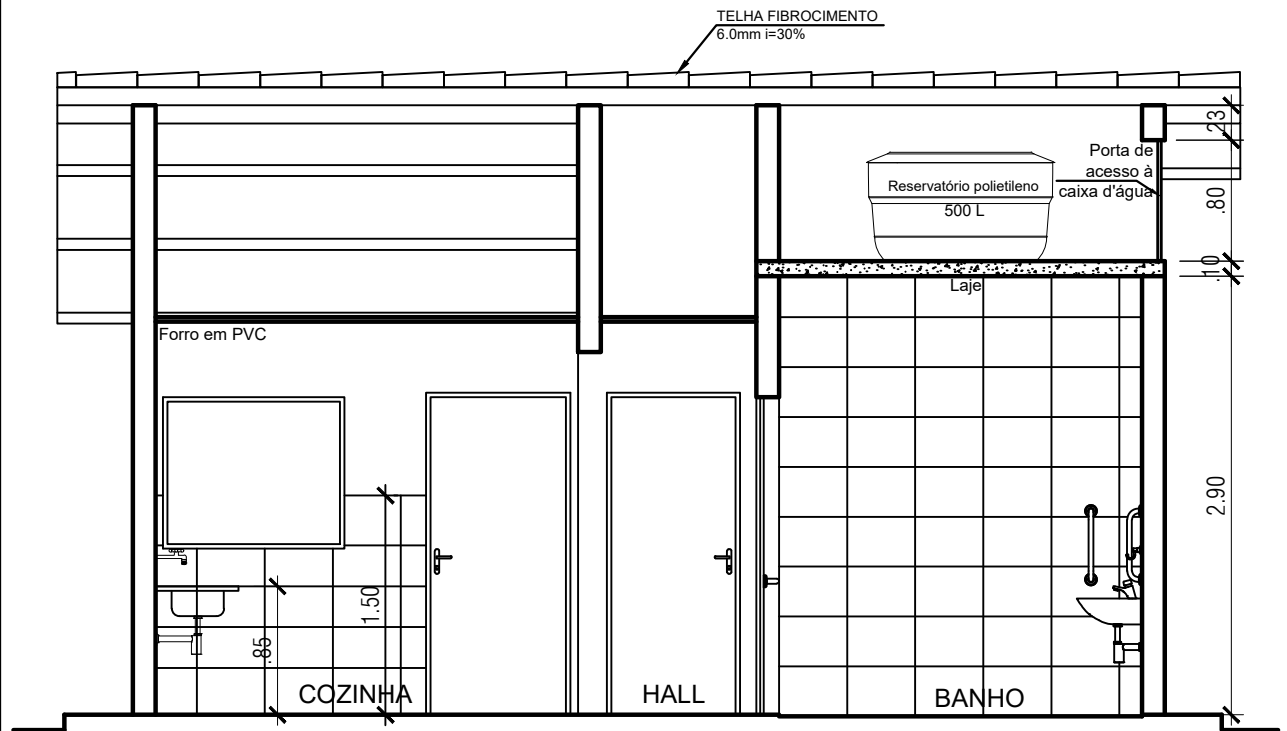 TELHA FIBROCIMENTO
6.0mm i=30%
.23
Porta de
acesso à
caixa d'água
Reservatório polietileno
500 L
.80
.10
Laje
Forro em PVC
2.90
1.50
.85
COZINHA
HALL
BANHO